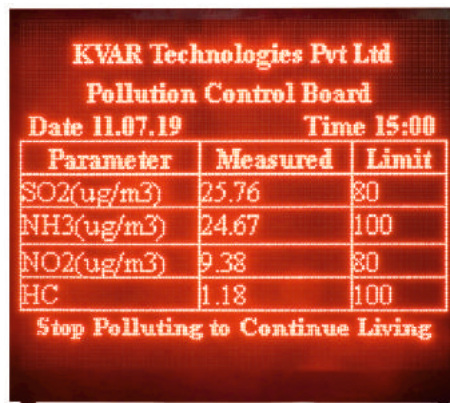 KVAR Technologies Pvt Ltd
Pollution Control Board
Date 11.07.19 Time 15:00
Parameter Measured Limit
SO2(ug/m3) 25.76 80
NH3(ug/m3) 24.67 100
NO2(ug/m3) 9.38 80
HC 1.18 100
Stop Polluting to Continue Living